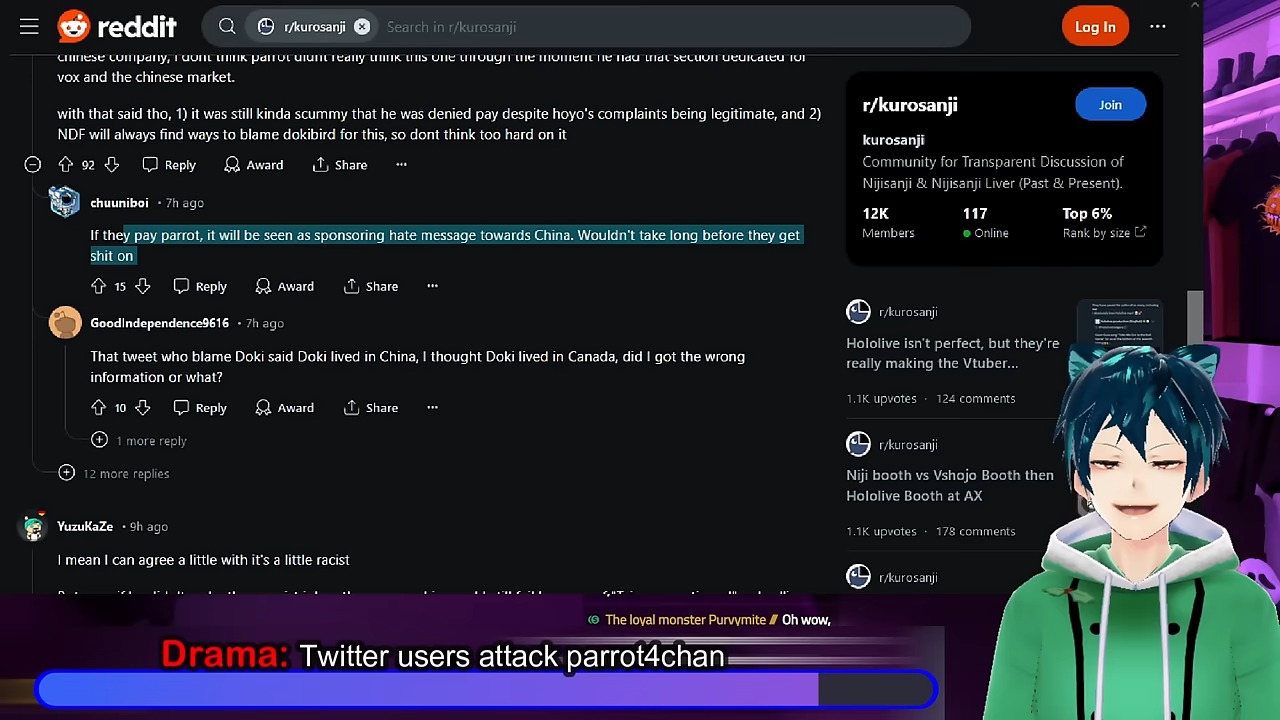 reddit
r/kurosanji
Search in r/kurosanji
Log In
chinese company, i dont think parrot didnt really think this one through the moment he had that section dedicated for
vox and the chinese market.
with that said tho, 1) it was still kinda scummy that he was denied pay despite hoyo's complaints being legitimate, and 2)
NDF will always find ways to blame dokibird for this, so dont think too hard on it
92 Reply Award Share
chuuniboi • 7h ago
If they pay parrot, it will be seen as sponsoring hate message towards China. Wouldn't take long before they get
shit on
15 Reply Award Share
GoodIndependence9616 • 7h ago
That tweet who blame Doki said Doki lived in China, I thought Doki lived in Canada, did I got the wrong
information or what?
10 Reply Award Share
1 more reply
12 more replies
YuzuKaZe • 9h ago
I mean I can agree a little with it's a little racist
r/kurosanji
Join
kurosanji
Community for Transparent Discussion of
Nijisanji & Nijisanji Liver (Past & Present).
12K 117 Top 6%
Members Online Rank by size
r/kurosanji
Hololive isn't perfect, but they're
really making the Vtuber...
1.1K upvotes · 124 comments
r/kurosanji
Niji booth vs Vshojo Booth then
Hololive Booth at AX
1.1K upvotes · 178 comments
r/kurosanji
The loyal monster Purvymite // Oh wow,
Drama: Twitter users attack parrot4chan